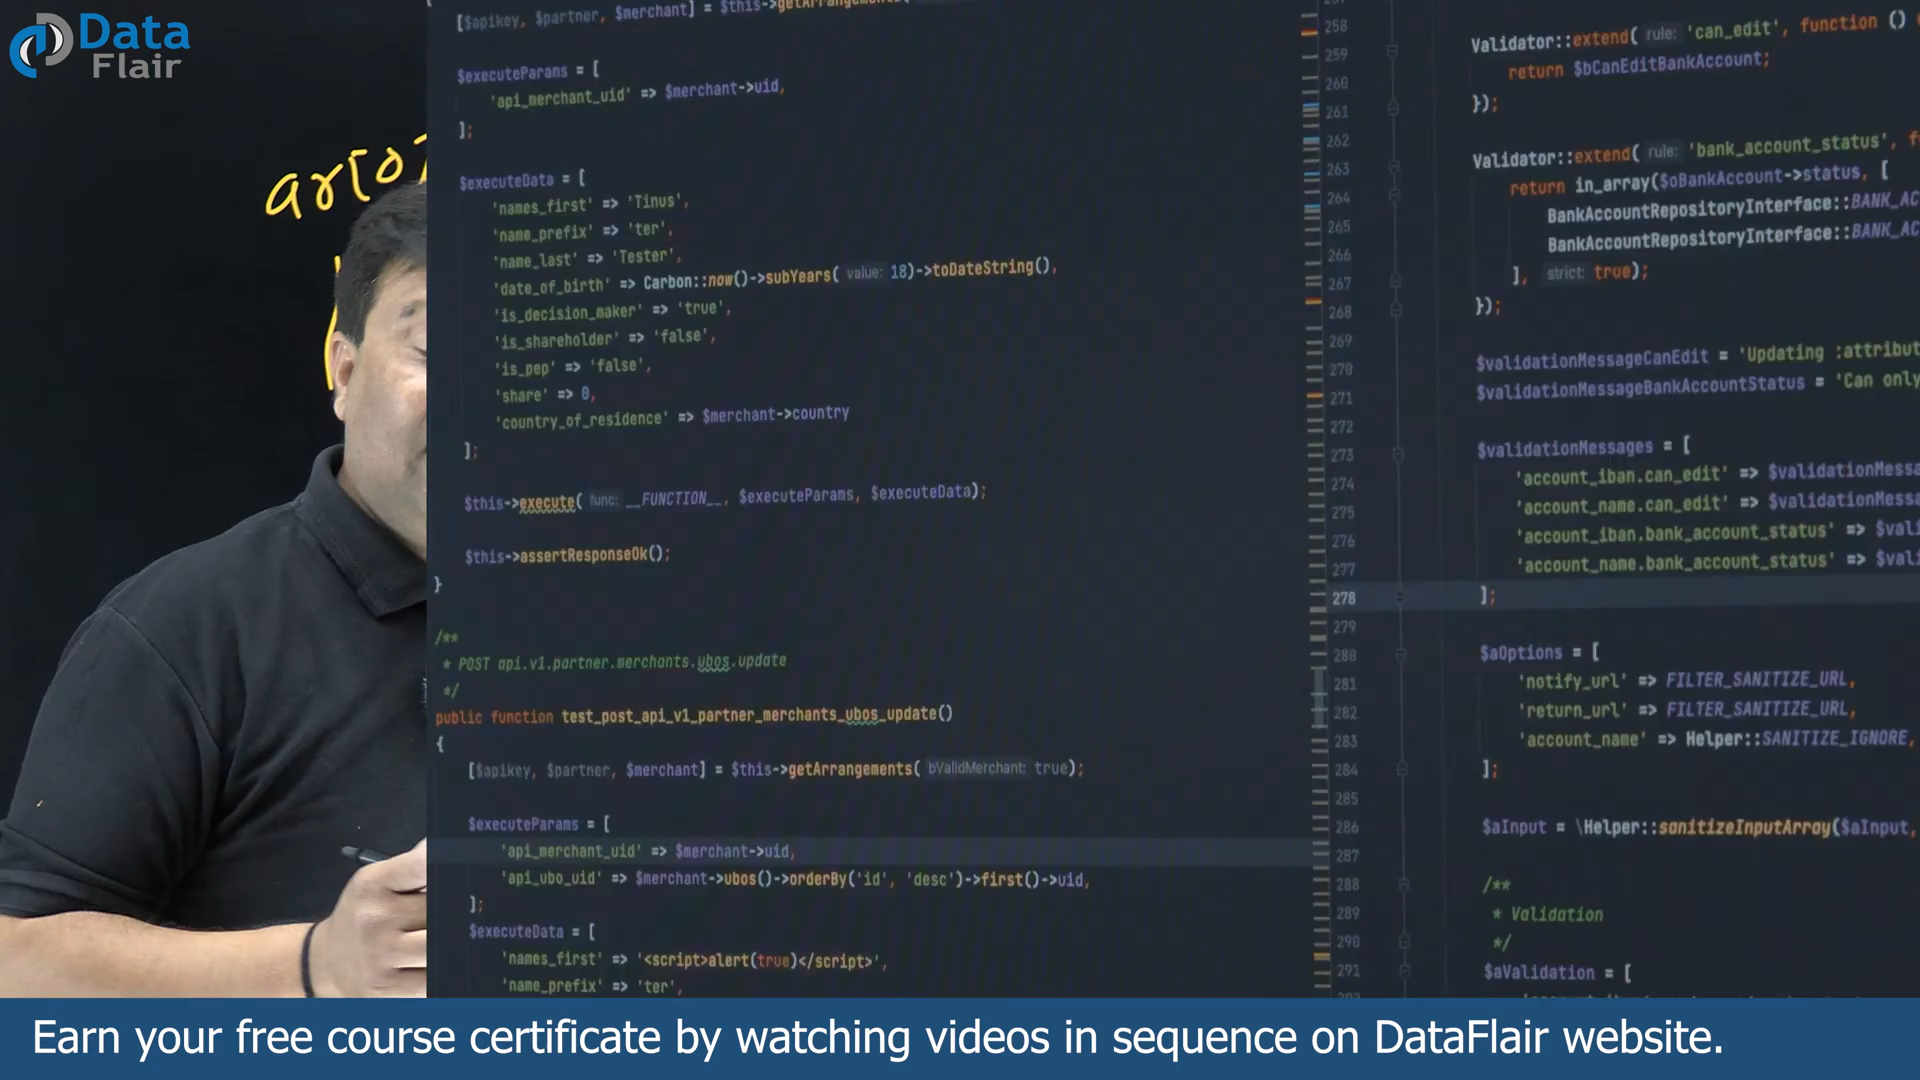 Data
Flair
ar[0]
[$apikey, $partner, $merchant] = $this->getArrangements(
$executeParams = [
'api_merchant_uid' => $merchant->uid,
];
$executeData = [
'names_first' => 'Tinus',
'name_prefix' => 'ter',
'name_last' => 'Tester',
'date_of_birth' => Carbon::now()->subYears( value: 18)->toDateString(),
'is_decision_maker' => 'true',
'is_shareholder' => 'false',
'is_pep' => 'false',
'share' => 0,
'country_of_residence' => $merchant->country
];
$this->execute( func: __FUNCTION__, $executeParams, $executeData);
$this->assertResponseOk();
}
/**
* POST api.v1.partner.merchants.ubos.update
*/
public function test_post_api_v1_partner_merchants_ubos_update()
{
[$apikey, $partner, $merchant] = $this->getArrangements( bValidMerchant: true);
$executeParams = [
'api_merchant_uid' => $merchant->uid,
'api_ubo_uid' => $merchant->ubos()->orderBy('id', 'desc')->first()->uid,
];
$executeData = [
'names_first' => '<script>alert(true)</script>',
'name_prefix' => 'ter',
258
259
260
261
262
263
264
265
266
267
268
269
270
271
272
273
274
275
276
277
278
279
280
281
282
283
284
285
286
287
288
289
290
291
Validator::extend( rule: 'can_edit', function ()
return $bCanEditBankAccount;
});
Validator::extend( rule: 'bank_account_status', f
return in_array($oBankAccount->status, [
BankAccountRepositoryInterface::BANK_AC
BankAccountRepositoryInterface::BANK_AC
], strict: true);
});
$validationMessageCanEdit = 'Updating :attribut
$validationMessageBankAccountStatus = 'Can only
$validationMessages = [
'account_iban.can_edit' => $validationMessa
'account_name.can_edit' => $validationMess
'account_iban.bank_account_status' => $vali
'account_name.bank_account_status' => $val
];
$aOptions = [
'notify_url' => FILTER_SANITIZE_URL,
'return_url' => FILTER_SANITIZE_URL,
'account_name' => Helper::SANITIZE_IGNORE,
];
$aInput = \Helper::sanitizeInputArray($aInput,
/**
* Validation
*/
$aValidation = [
Earn your free course certificate by watching videos in sequence on DataFlair website.